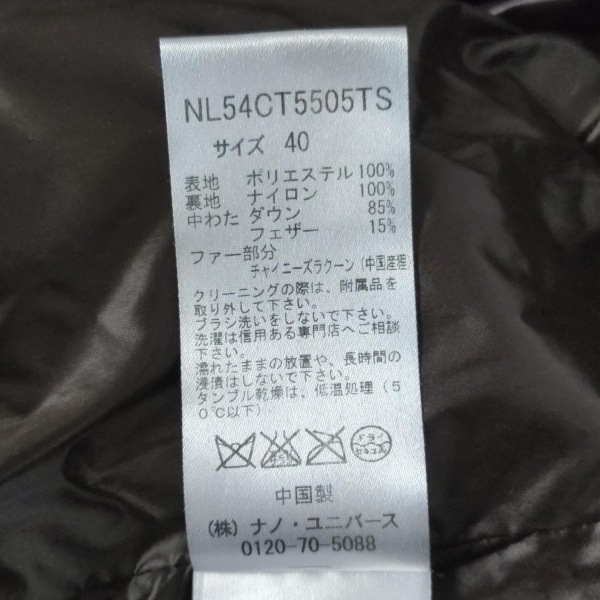 NL54CT5505TS
サイズ 40
表地 ポリエステル 100%
裏地 ナイロン 100%
中わた ダウン 85%
フェザー 15%
ファー部分
チャイニーズラクーン(中国産狸)
クリーニングの際は、附属品を
取り外して下さい。
ブラシ洗いをしないで下さい。
洗濯は信用ある専門店へご相談
下さい。
濡れたままの放置や、長時間の
浸漬はしないで下さい。
タンブル乾燥は、低温処理(5
0℃以下)
ドライ
セキユ系
中国製
(株) ナノ・ユニバース
0120-70-5088